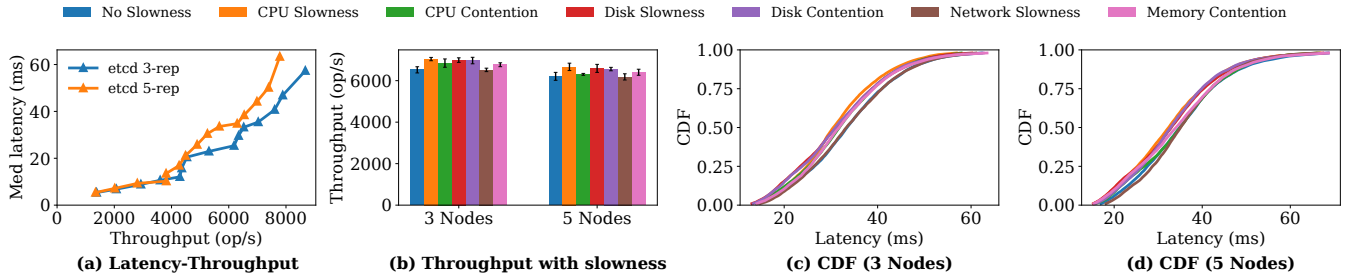 No Slowness CPU Slowness CPU Contention Disk Slowness Disk Contention Network Slowness Memory Contention
Med latency (ms)
60
40
20
0
etcd 3-rep
etcd 5-rep
0 2000 4000 6000 8000
Throughput (op/s)
(a) Latency-Throughput
Throughput (op/s)
6000
4000
2000
0
3 Nodes 5 Nodes
(b) Throughput with slowness
CDF
1.00
0.75
0.50
0.25
0.00
20 40 60
Latency (ms)
(c) CDF (3 Nodes)
CDF
1.00
0.75
0.50
0.25
0.00
20 40 60
Latency (ms)
(d) CDF (5 Nodes)